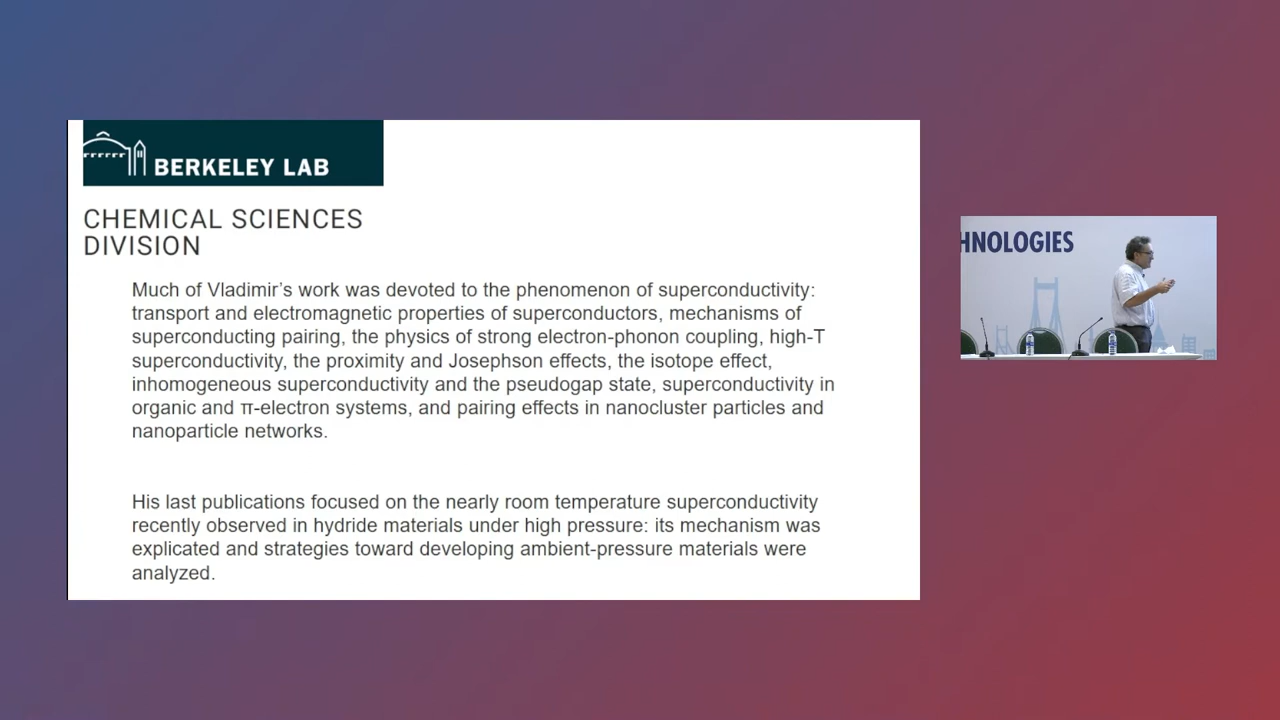 BERKELEY LAB
CHEMICAL SCIENCES
DIVISION
Much of Vladimir's work was devoted to the phenomenon of superconductivity:
transport and electromagnetic properties of superconductors, mechanisms of
superconducting pairing, the physics of strong electron-phonon coupling, high-T
superconductivity, the proximity and Josephson effects, the isotope effect,
inhomogeneous superconductivity and the pseudogap state, superconductivity in
organic and π-electron systems, and pairing effects in nanocluster particles and
nanoparticle networks.
His last publications focused on the nearly room temperature superconductivity
recently observed in hydride materials under high pressure: its mechanism was
explicated and strategies toward developing ambient-pressure materials were
analyzed.
HNOLOGIES